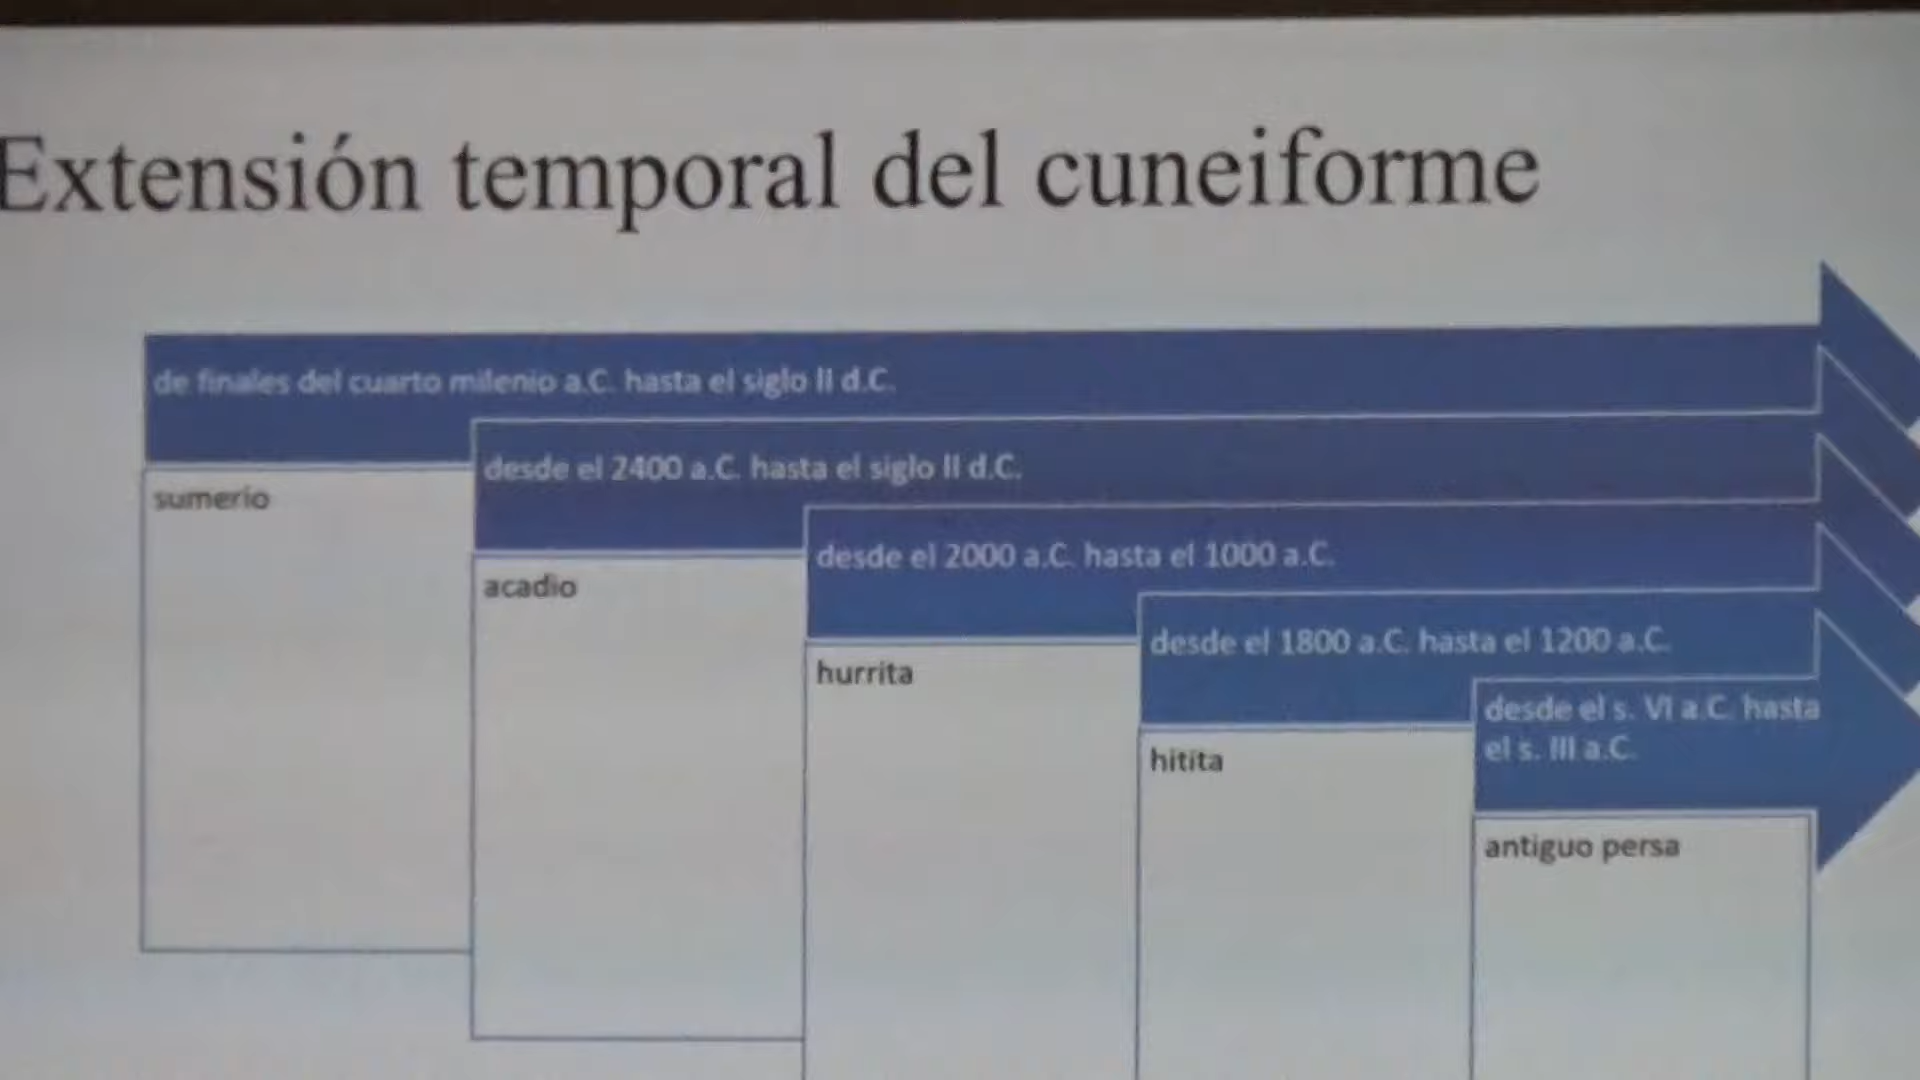 Extensión temporal del cuneiforme
de finales del cuarto milenio a.C. hasta el siglo II d.C.
sumerio
desde el 2400 a.C. hasta el siglo II d.C.
acadio
desde el 2000 a.C. hasta el 1000 a.C.
hurrita
desde el 1800 a.C. hasta el 1200 a.C.
hitita
desde el s. VI a.C. hasta
el s. III a.C.
antiguo persa